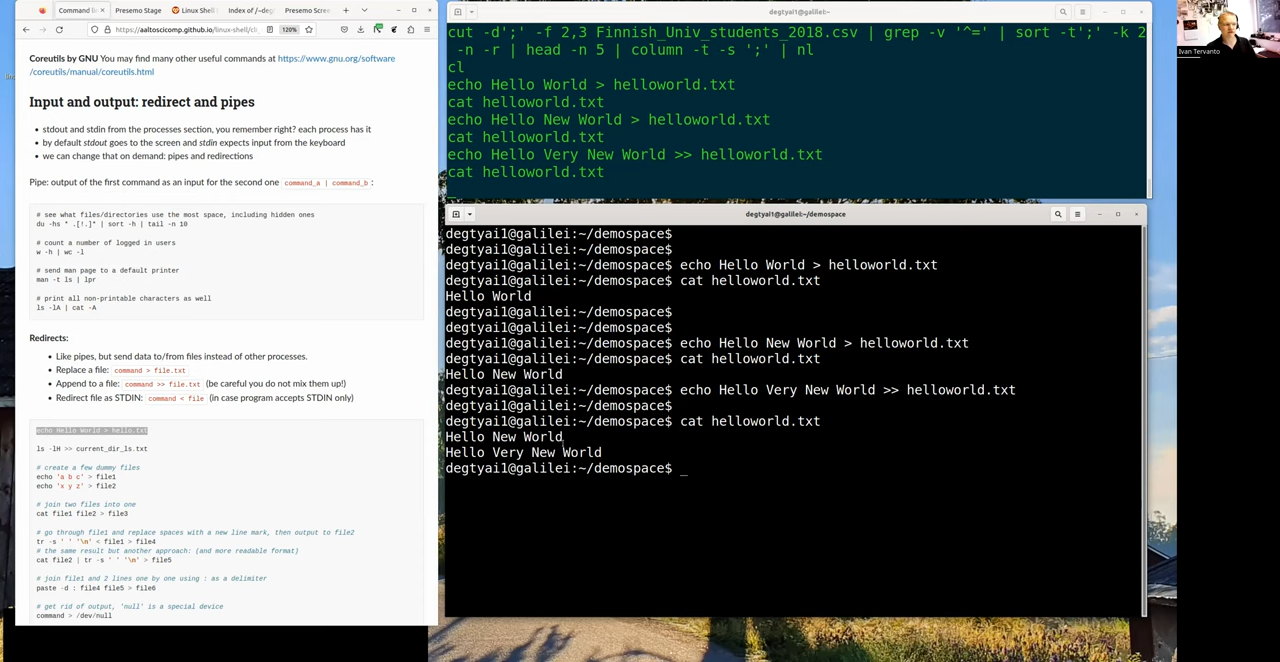 Command lin
Presemo Stage
Linux Shell
Index of /~deg
Presemo Scree
https://aaltoscicomp.github.io/linux-shell/cli
120%
Coreutils by GNU You may find many other useful commands at https://www.gnu.org/software
/coreutils/manual/coreutils.html
Input and output: redirect and pipes
stdout and stdin from the processes section, you remember right? each process has it
by default stdout goes to the screen and stdin expects input from the keyboard
we can change that on demand: pipes and redirections
Pipe: output of the first command as an input for the second one command_a | command_b :
# see what files/directories use the most space, including hidden ones
du -hs * .[!.]* | sort -h | tail -n 10
# count a number of logged in users
w -h | wc -l
# send man page to a default printer
man -t ls | lpr
# print all non-printable characters as well
ls -lA | cat -A
Redirects:
Like pipes, but send data to/from files instead of other processes.
Replace a file: command > file.txt
Append to a file: command >> file.txt (be careful you do not mix them up!)
Redirect file as STDIN: command < file (in case program accepts STDIN only)
echo Hello World > hello.txt
ls -lH >> current_dir_ls.txt
# create a few dummy files
echo 'a b c' > file1
echo 'x y z' > file2
# join two files into one
cat file1 file2 > file3
# go through file1 and replace spaces with a new line mark, then output to file2
tr -s ' ' '\n' < file1 > file4
# the same result but another approach: (and more readable format)
cat file2 | tr -s ' ' '\n' > file5
# join file1 and 2 lines one by one using : as a delimiter
paste -d : file4 file5 > file6
# get rid of output, 'null' is a special device
command > /dev/null
degtyai1@galilei:~
cut -d';' -f 2,3 Finnish_Univ_students_2018.csv | grep -v '^=' | sort -t';' -k 2
-n -r | head -n 5 | column -t -s ';' | nl
cl
echo Hello World > helloworld.txt
cat helloworld.txt
echo Hello New World > helloworld.txt
cat helloworld.txt
echo Hello Very New World >> helloworld.txt
cat helloworld.txt
degtyai1@galilei:~/demospace
degtyai1@galilei:~/demospace$
degtyai1@galilei:~/demospace$
degtyai1@galilei:~/demospace$ echo Hello World > helloworld.txt
degtyai1@galilei:~/demospace$ cat helloworld.txt
Hello World
degtyai1@galilei:~/demospace$
degtyai1@galilei:~/demospace$
degtyai1@galilei:~/demospace$ echo Hello New World > helloworld.txt
degtyai1@galilei:~/demospace$ cat helloworld.txt
Hello New World
degtyai1@galilei:~/demospace$ echo Hello Very New World >> helloworld.txt
degtyai1@galilei:~/demospace$
degtyai1@galilei:~/demospace$ cat helloworld.txt
Hello New World
Hello Very New World
degtyai1@galilei:~/demospace$ _
Ivan Tervanto